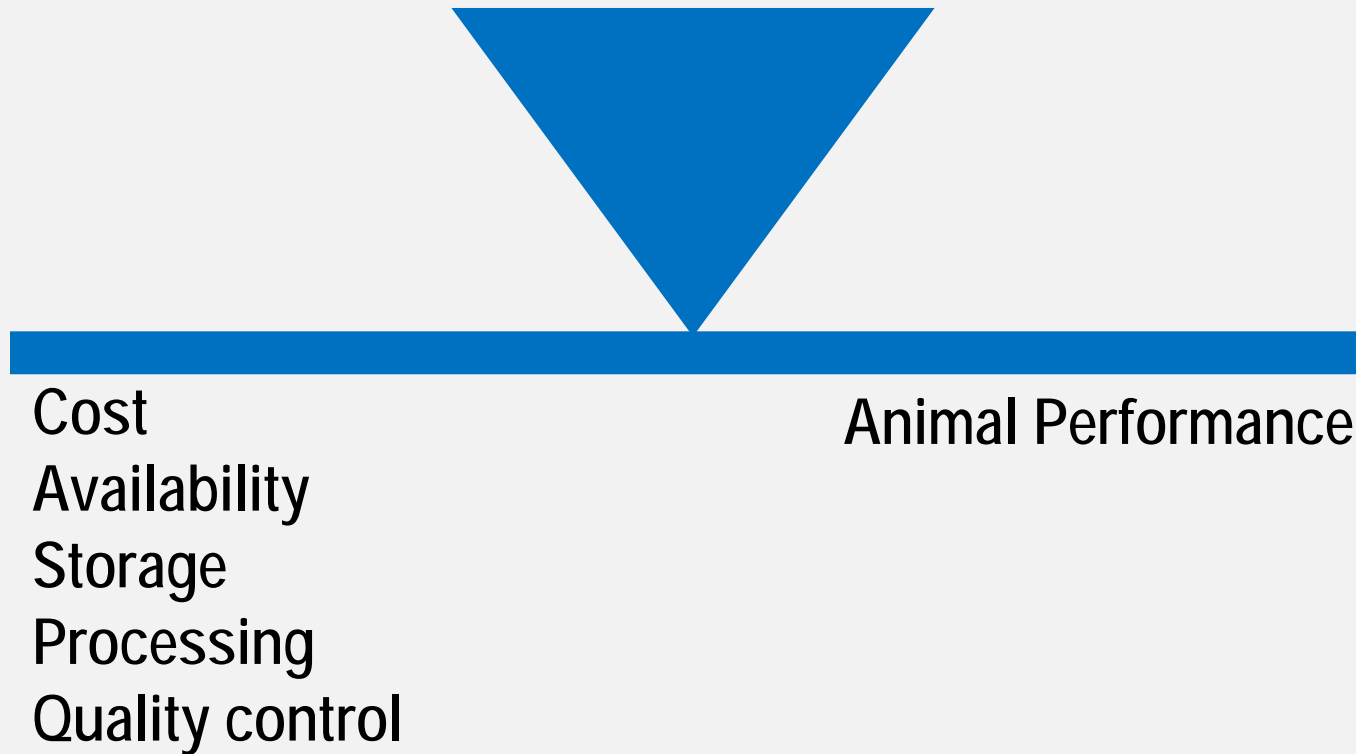 Cost
Availability
Storage
Processing
Quality control
Animal Performance